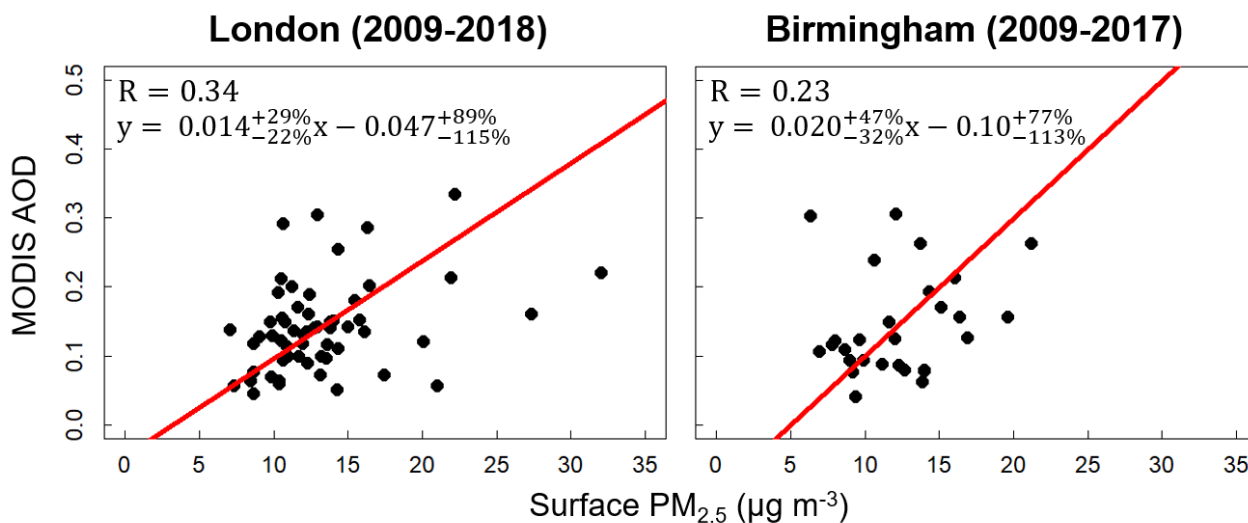 London (2009-2018)
R = 0.34
y = 0.014+29%−22%x − 0.047+89%−115%
Birmingham (2009-2017)
R = 0.23
y = 0.020+47%−32%x − 0.10+77%−113%
MODIS AOD
0.5
0.4
0.3
0.2
0.1
0.0
0 5 10 15 20 25 30 35
0 5 10 15 20 25 30 35
Surface PM2.5 (µg m-3)